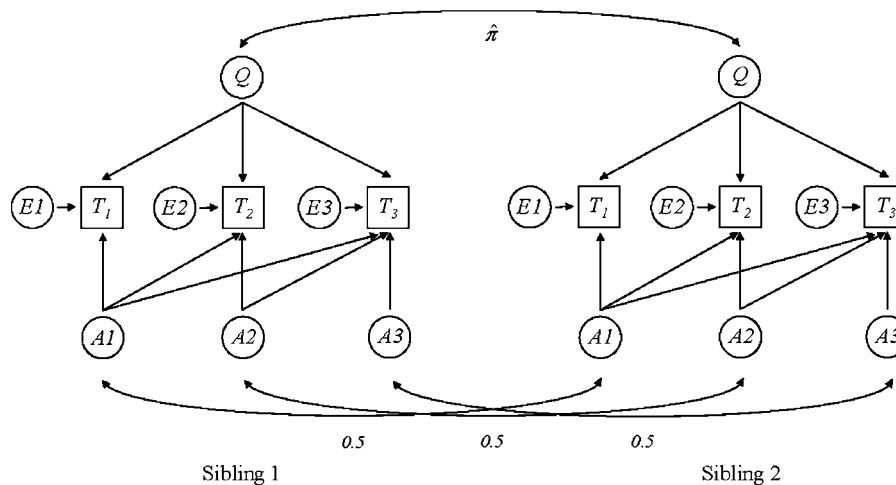 π̂
Q Q
E1 T1 E2 T2 E3 T3 E1 T1 E2 T2 E3 T3
A1 A2 A3 A1 A2 A3
0.5 0.5 0.5
Sibling 1 Sibling 2